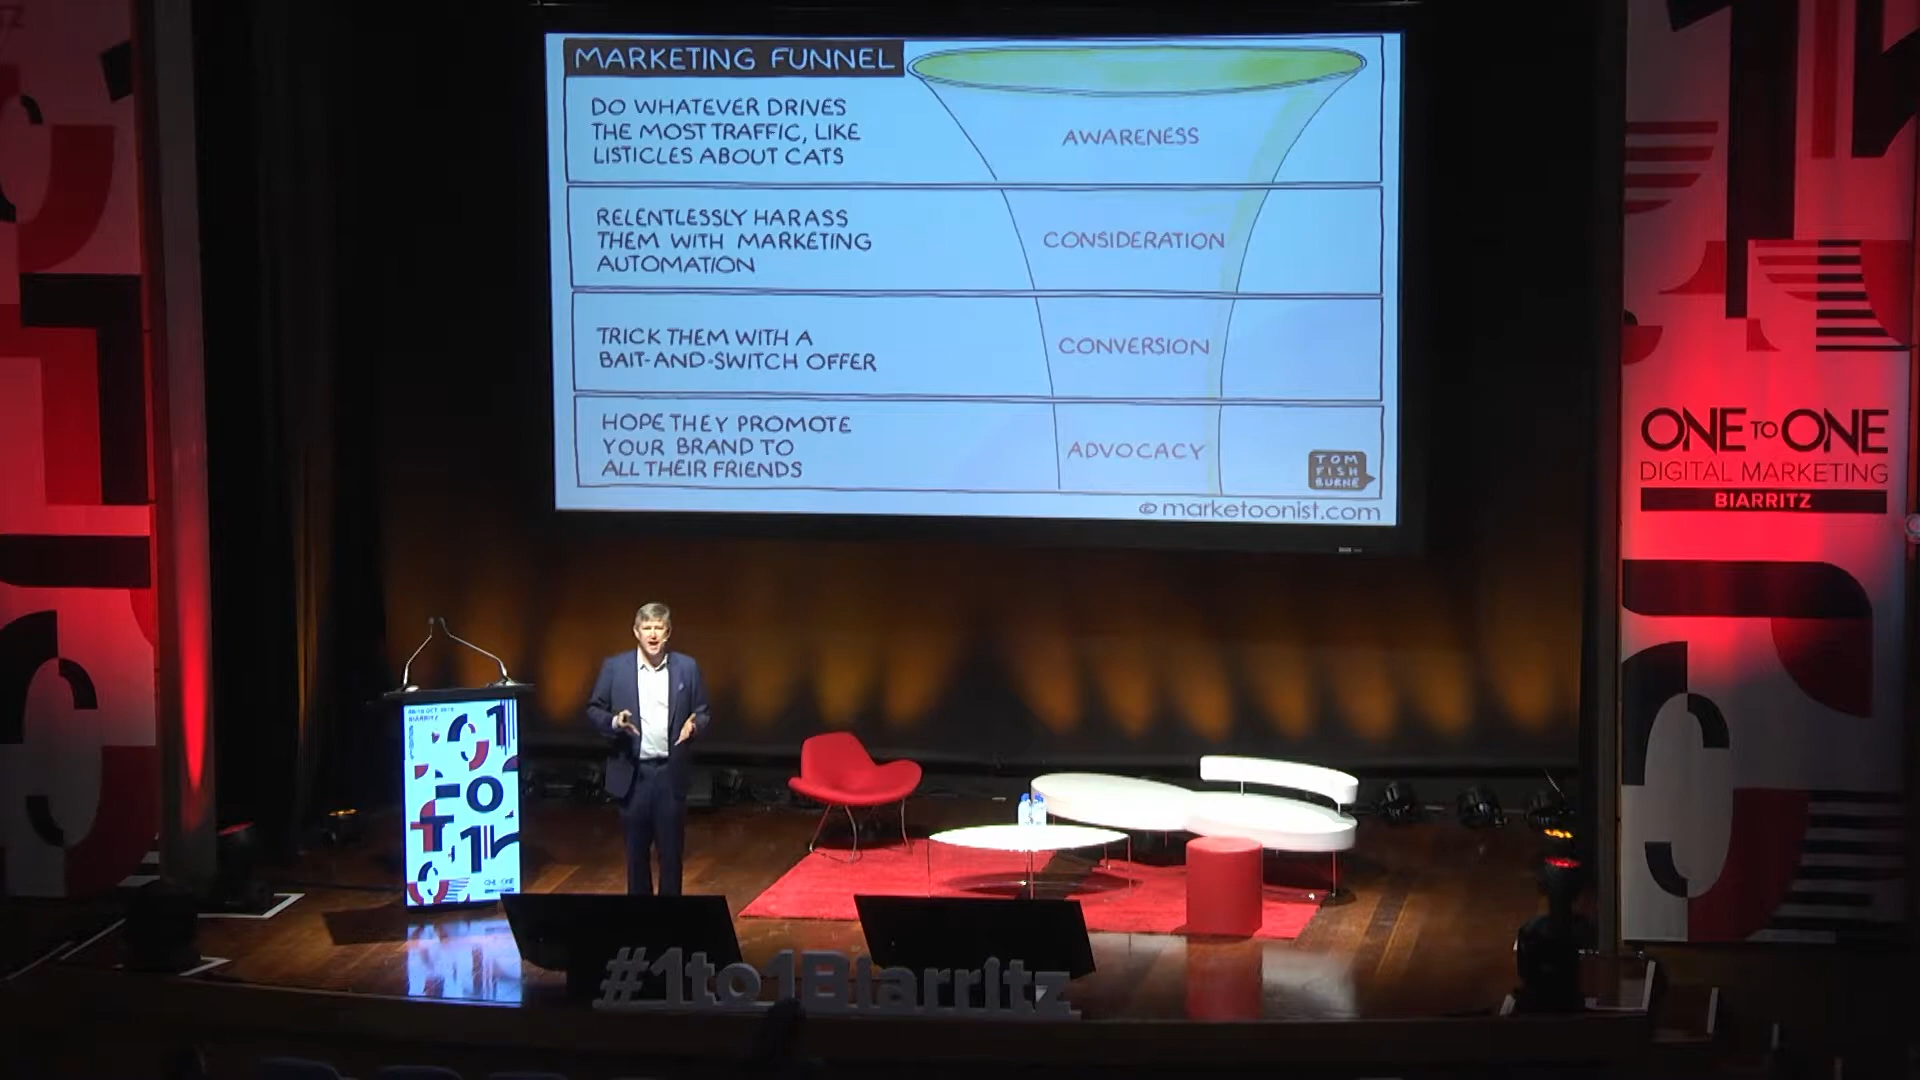 MARKETING FUNNEL
DO WHATEVER DRIVES
THE MOST TRAFFIC, LIKE
LISTICLES ABOUT CATS
AWARENESS
RELENTLESSLY HARASS
THEM WITH MARKETING
AUTOMATION
CONSIDERATION
TRICK THEM WITH A
BAIT-AND-SWITCH OFFER
CONVERSION
HOPE THEY PROMOTE
YOUR BRAND TO
ALL THEIR FRIENDS
ADVOCACY
TOM
FISH
BURNE
© marketoonist.com
ONE TO ONE
DIGITAL MARKETING
BIARRITZ
BIARRITZ
#1to1Biarritz